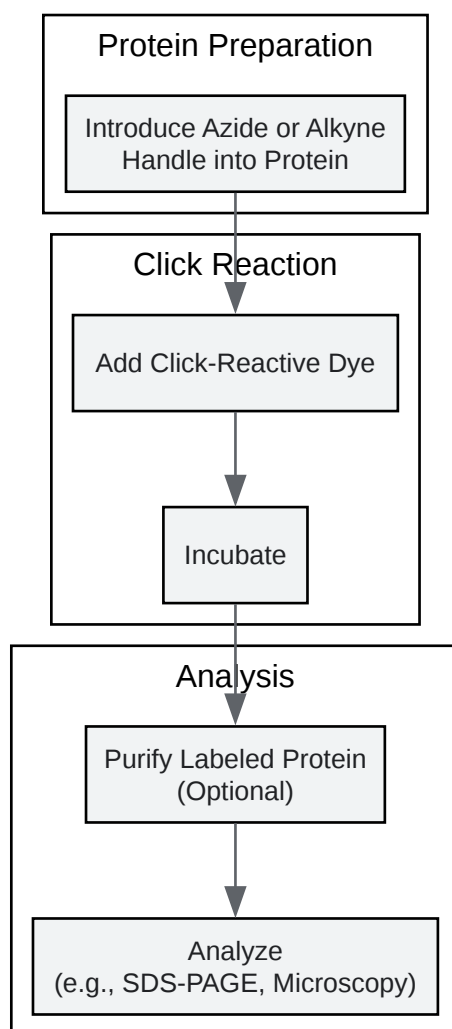 Protein Preparation
Introduce Azide or Alkyne
Handle into Protein
Click Reaction
Add Click-Reactive Dye
Incubate
Analysis
Purify Labeled Protein
(Optional)
Analyze
(e.g., SDS-PAGE, Microscopy)